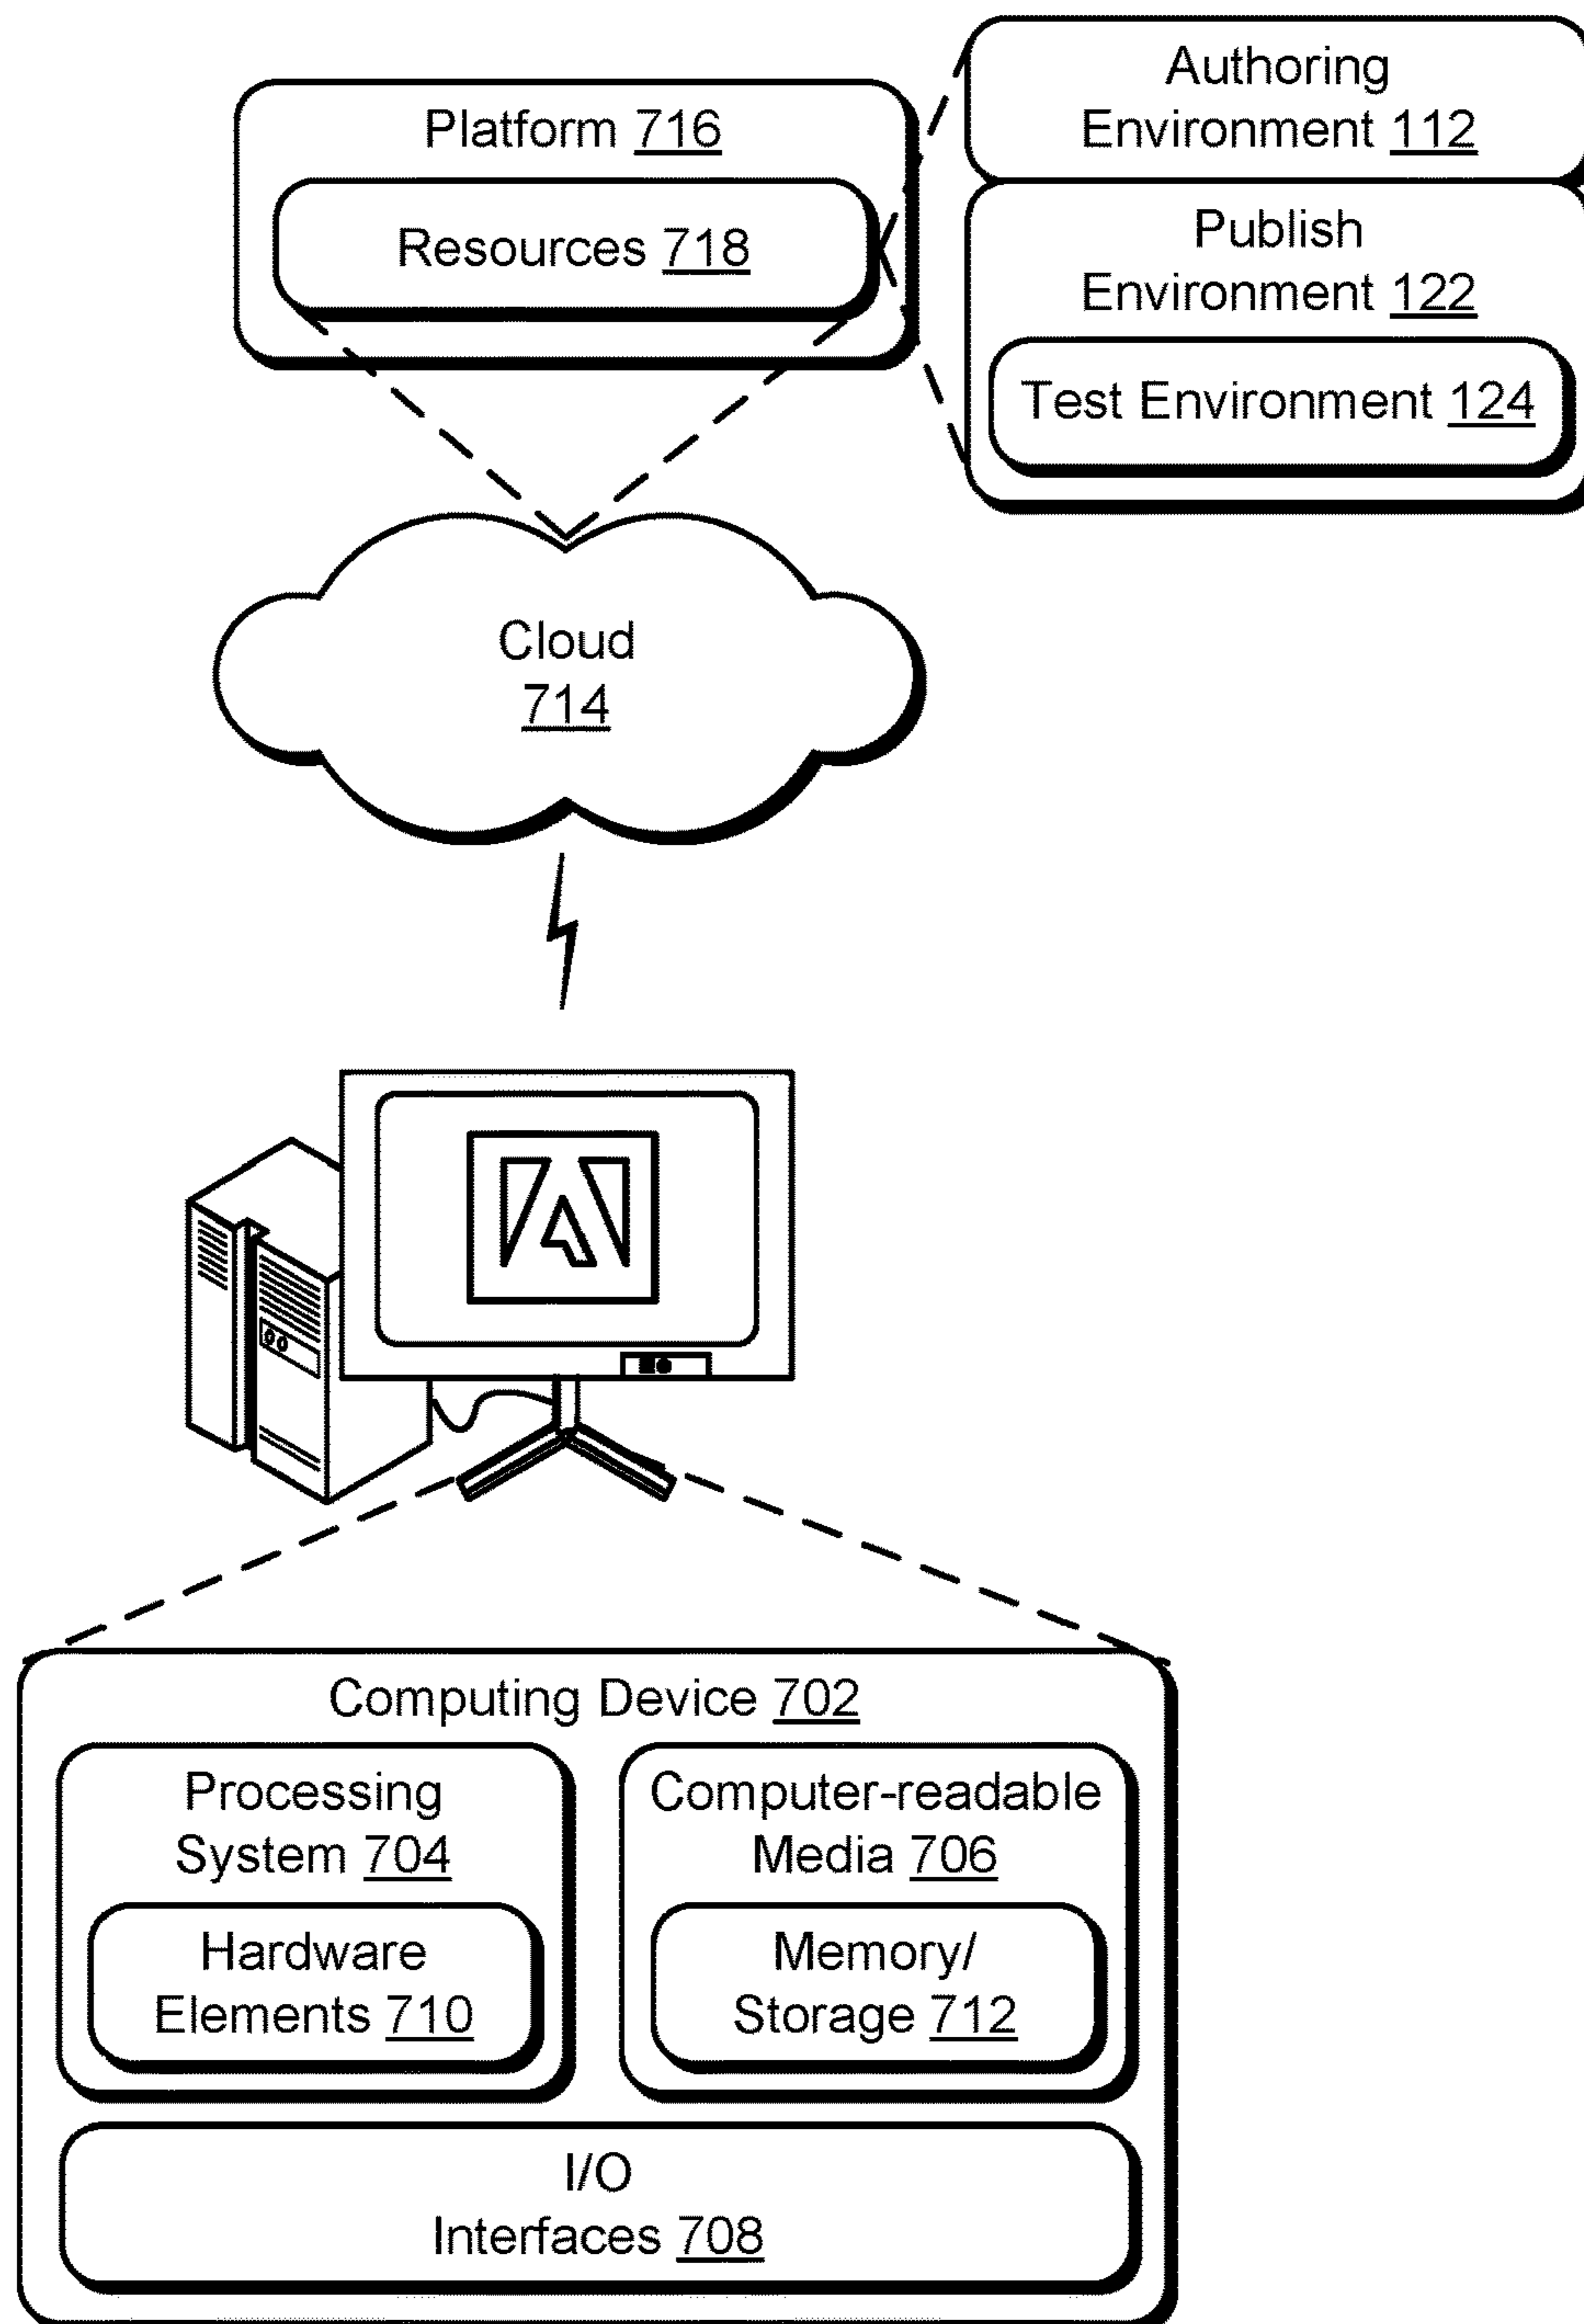 Authoring
Environment 112
Platform 716
Resources 718
Publish
Environment 122
Test Environment 124
Cloud
714
Computing Device 702
Processing
System 704
Computer-readable
Media 706
Hardware
Elements 710
Memory/
Storage 712
I/O
Interfaces 708